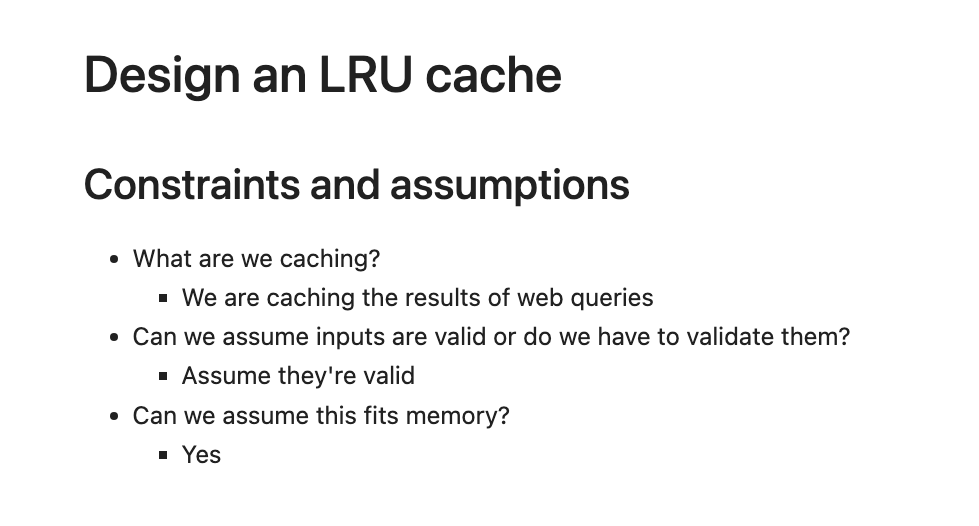 Design an LRU cache
Constraints and assumptions
• What are we caching?
▪ We are caching the results of web queries
• Can we assume inputs are valid or do we have to validate them?
▪ Assume they're valid
• Can we assume this fits memory?
▪ Yes